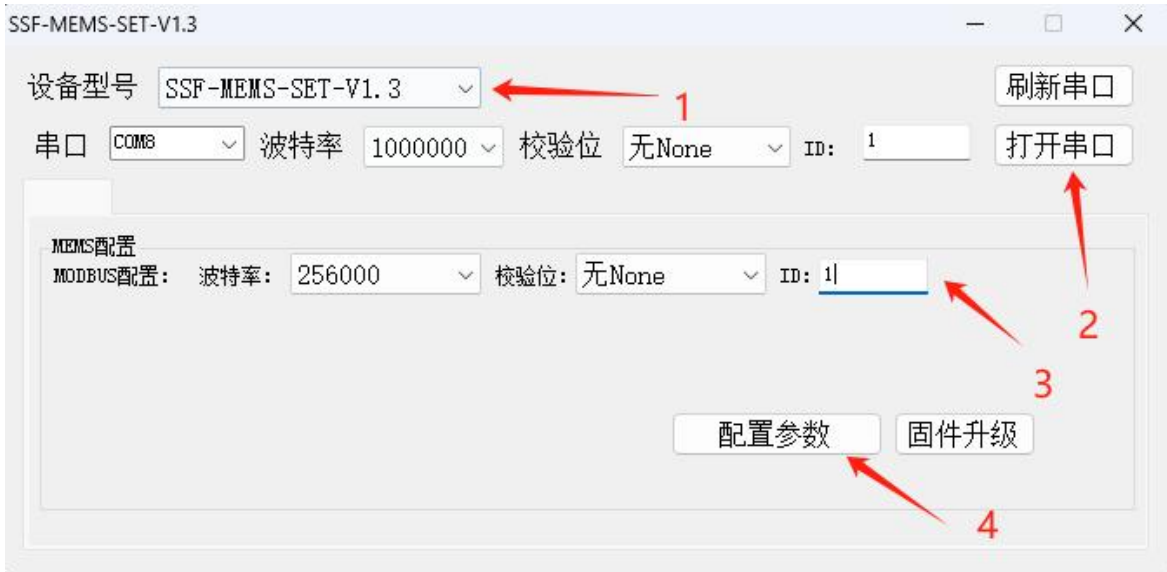 SSF-MEMS-SET-V1.3
设备型号 SSF-MEMS-SET-V1.3 1 刷新串口
串口 COM8 波特率 1000000 校验位 无None ID: 1 打开串口
MEMS配置
MODBUS配置: 波特率: 256000 校验位: 无None ID: 1
2
3
配置参数 固件升级
4